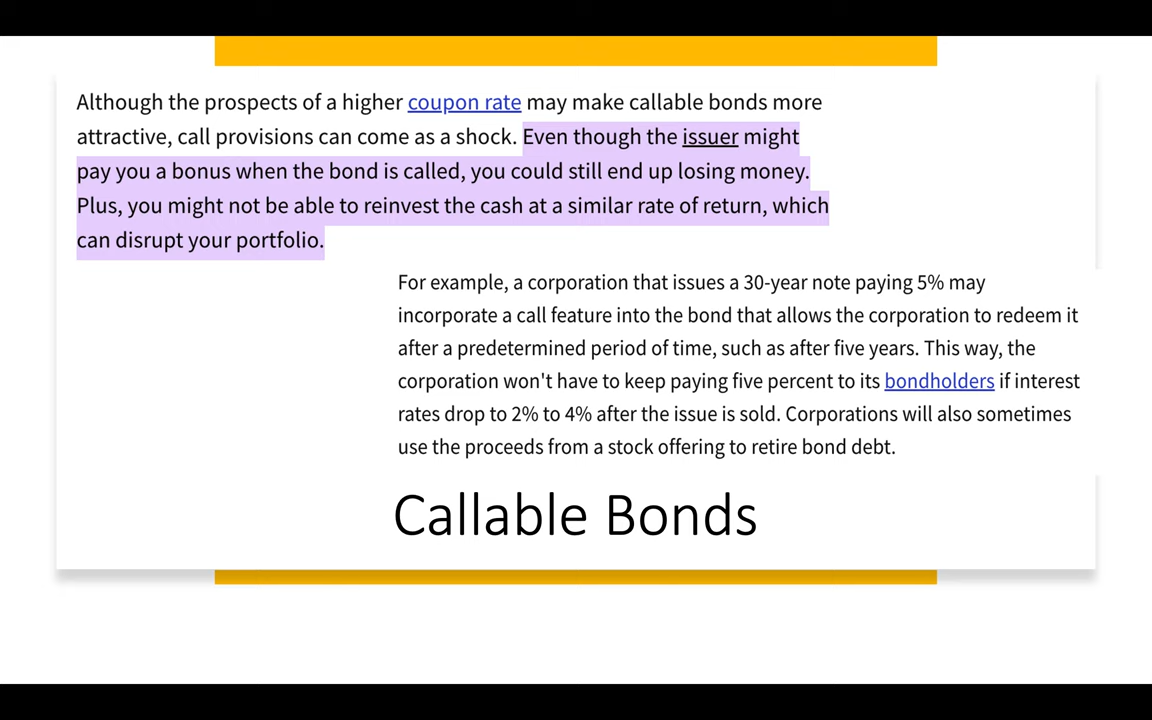 Although the prospects of a higher coupon rate may make callable bonds more
attractive, call provisions can come as a shock. Even though the issuer might
pay you a bonus when the bond is called, you could still end up losing money.
Plus, you might not be able to reinvest the cash at a similar rate of return, which
can disrupt your portfolio.
For example, a corporation that issues a 30-year note paying 5% may
incorporate a call feature into the bond that allows the corporation to redeem it
after a predetermined period of time, such as after five years. This way, the
corporation won't have to keep paying five percent to its bondholders if interest
rates drop to 2% to 4% after the issue is sold. Corporations will also sometimes
use the proceeds from a stock offering to retire bond debt.
Callable Bonds